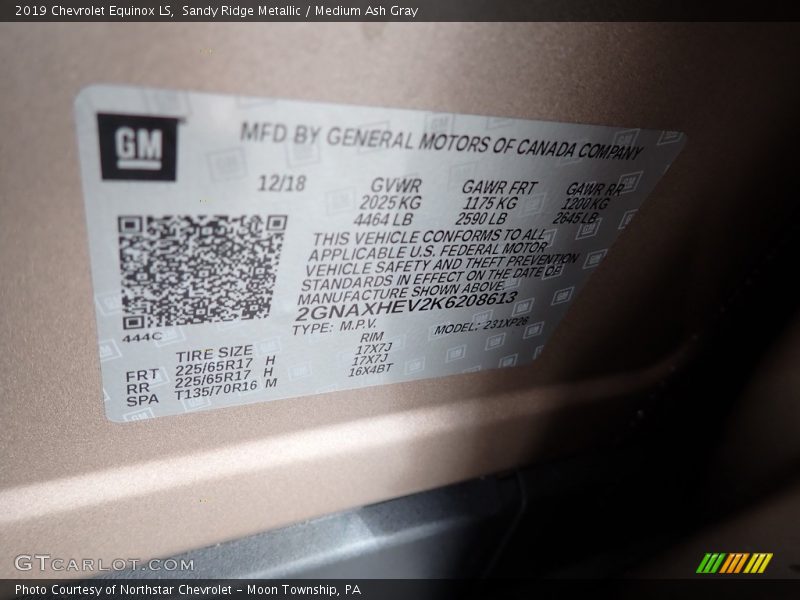 2019 Chevrolet Equinox LS, Sandy Ridge Metallic / Medium Ash Gray
GM
MFD BY GENERAL MOTORS OF CANADA COMPANY
12/18 GVWR GAWR FRT GAWR RR
2025 KG 1175 KG 1200 KG
4464 LB 2590 LB 2645 LB
THIS VEHICLE CONFORMS TO ALL
APPLICABLE U.S. FEDERAL MOTOR
VEHICLE SAFETY AND THEFT PREVENTION
STANDARDS IN EFFECT ON THE DATE OF
MANUFACTURE SHOWN ABOVE.
2GNAXHEV2K6208613
TYPE: M.P.V. MODEL: 231XP26
444C
TIRE SIZE RIM
FRT 225/65R17 H 17X7J
RR 225/65R17 H 17X7J
SPA T135/70R16 M 16X4BT
GTCARLOT.COM
Photo Courtesy of Northstar Chevrolet - Moon Township, PA